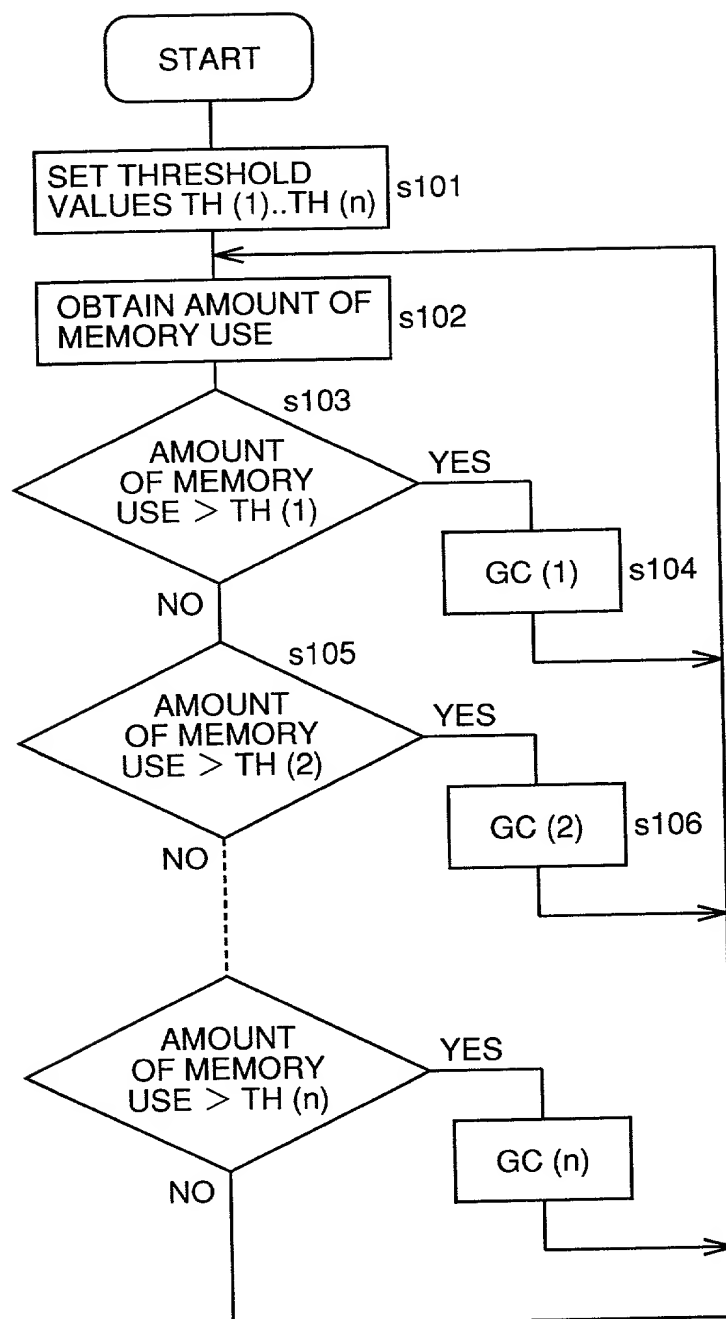 START
SET THRESHOLD
VALUES TH (1)..TH (n)
s101
OBTAIN AMOUNT OF
MEMORY USE
s102
s103
AMOUNT
OF MEMORY
USE > TH (1)
YES
GC (1)
s104
NO
s105
AMOUNT
OF MEMORY
USE > TH (2)
YES
GC (2)
s106
NO
AMOUNT
OF MEMORY
USE > TH (n)
YES
GC (n)
NO